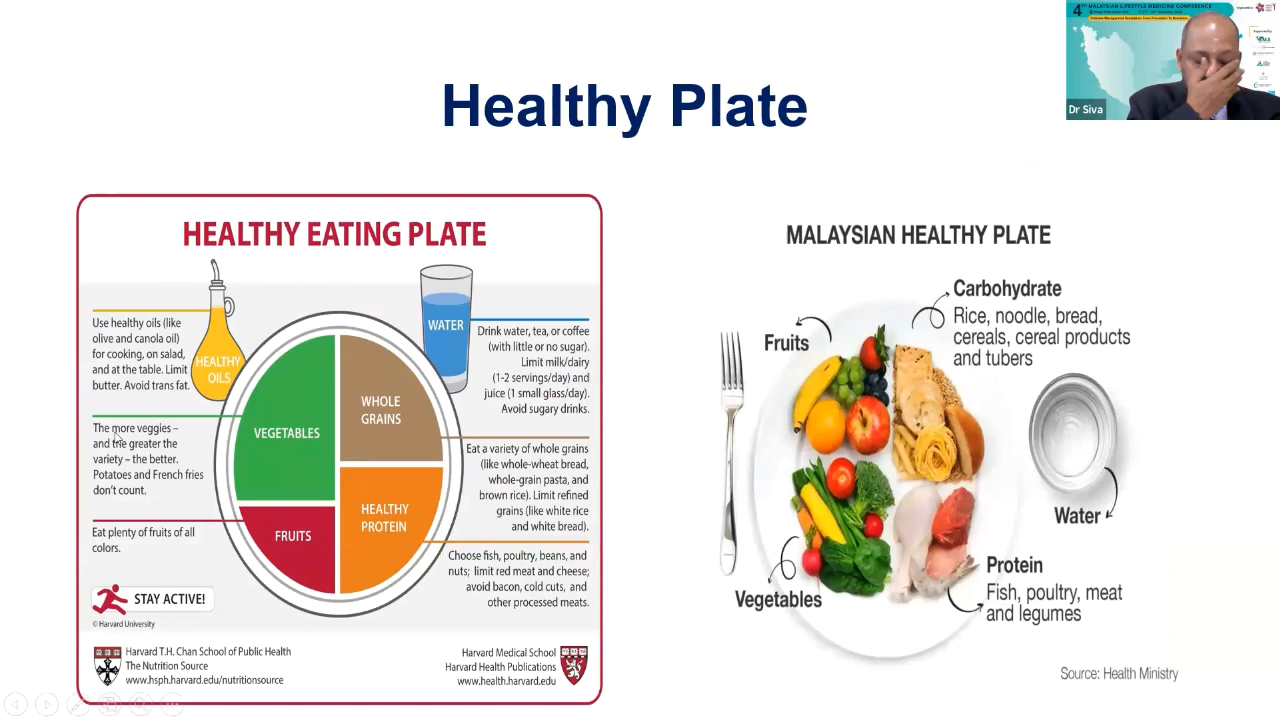 4TH MALAYSIAN LIFESTYLE MEDICINE CONFERENCE
Dr Siva
Healthy Plate
HEALTHY EATING PLATE
Use healthy oils (like
olive and canola oil)
for cooking, on salad,
and at the table. Limit
butter. Avoid trans fat.
HEALTHY
OILS
The more veggies –
and the greater the
variety – the better.
Potatoes and French fries
don't count.
Eat plenty of fruits of all
colors.
VEGETABLES
FRUITS
WHOLE
GRAINS
HEALTHY
PROTEIN
WATER
Drink water, tea, or coffee
(with little or no sugar).
Limit milk/dairy
(1-2 servings/day) and
juice (1 small glass/day).
Avoid sugary drinks.
Eat a variety of whole grains
(like whole-wheat bread,
whole-grain pasta, and
brown rice). Limit refined
grains (like white rice
and white bread).
Choose fish, poultry, beans, and
nuts; limit red meat and cheese;
avoid bacon, cold cuts, and
other processed meats.
STAY ACTIVE!
© Harvard University
Harvard T.H. Chan School of Public Health
The Nutrition Source
www.hsph.harvard.edu/nutritionsource
Harvard Medical School
Harvard Health Publications
www.health.harvard.edu
MALAYSIAN HEALTHY PLATE
Fruits
Carbohydrate
Rice, noodle, bread,
cereals, cereal products
and tubers
Water
Vegetables
Protein
Fish, poultry, meat
and legumes
Source: Health Ministry